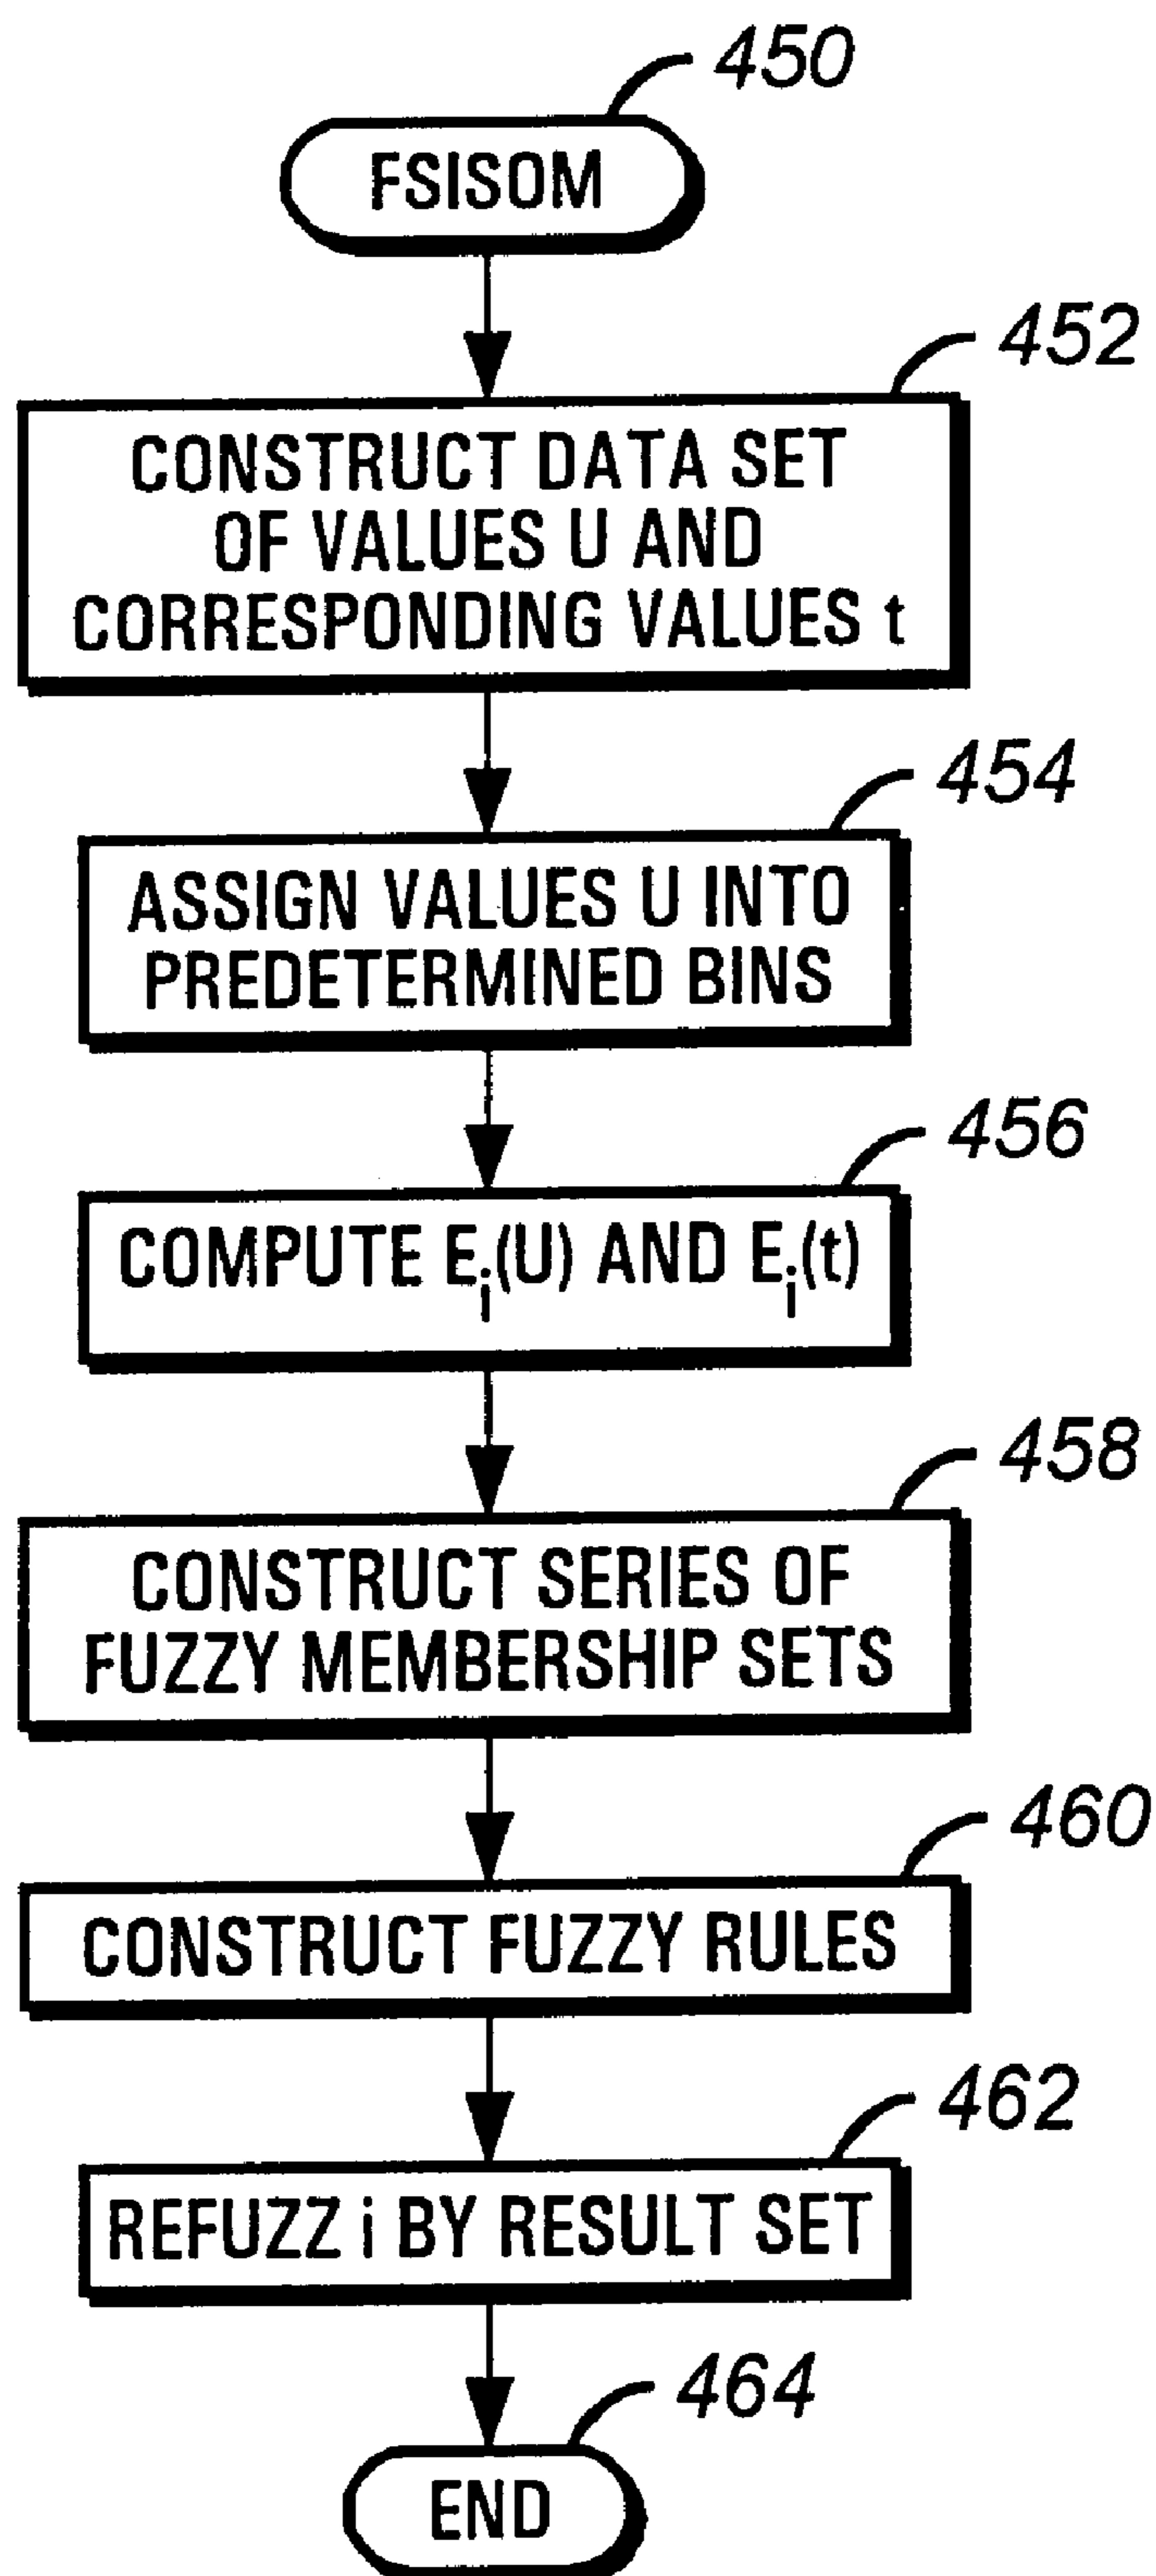 450
FSISOM
452
CONSTRUCT DATA SET
OF VALUES U AND
CORRESPONDING VALUES t
454
ASSIGN VALUES U INTO
PREDETERMINED BINS
456
COMPUTE Ei(U) AND Ei(t)
458
CONSTRUCT SERIES OF
FUZZY MEMBERSHIP SETS
460
CONSTRUCT FUZZY RULES
462
REFUZZ i BY RESULT SET
464
END